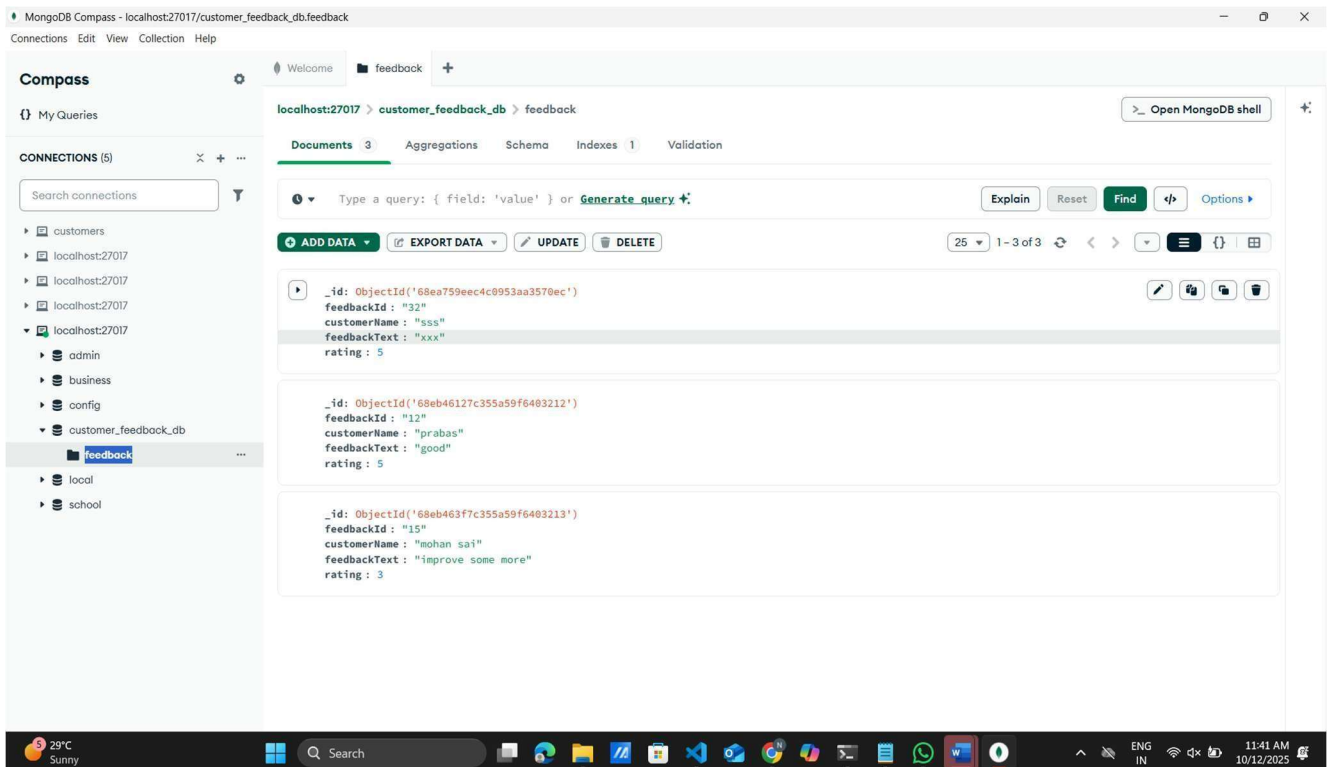 MongoDB Compass - localhost:27017/customer_feedback_db.feedback
Connections Edit View Collection Help
Compass
{} My Queries
CONNECTIONS (5)
Search connections
customers
localhost:27017
localhost:27017
localhost:27017
localhost:27017
admin
business
config
customer_feedback_db
feedback
local
school
Welcome
feedback
localhost:27017 > customer_feedback_db > feedback
>_ Open MongoDB shell
Documents 3 Aggregations Schema Indexes 1 Validation
Type a query: { field: 'value' } or Generate query
Explain Reset Find </> Options
ADD DATA EXPORT DATA UPDATE DELETE
25 1 - 3 of 3 {}
_id: ObjectId('68ea759eec4c0953aa3570ec')
feedbackId : "32"
customerName : "sss"
feedbackText : "xxx"
rating : 5
_id: ObjectId('68eb46127c355a59f6403212')
feedbackId : "12"
customerName : "prabas"
feedbackText : "good"
rating : 5
_id: ObjectId('68eb463f7c355a59f6403213')
feedbackId : "15"
customerName : "mohan sai"
feedbackText : "improve some more"
rating : 3
5
29°C
Sunny
Search
N
W
ENG
IN
11:41 AM
10/12/2025